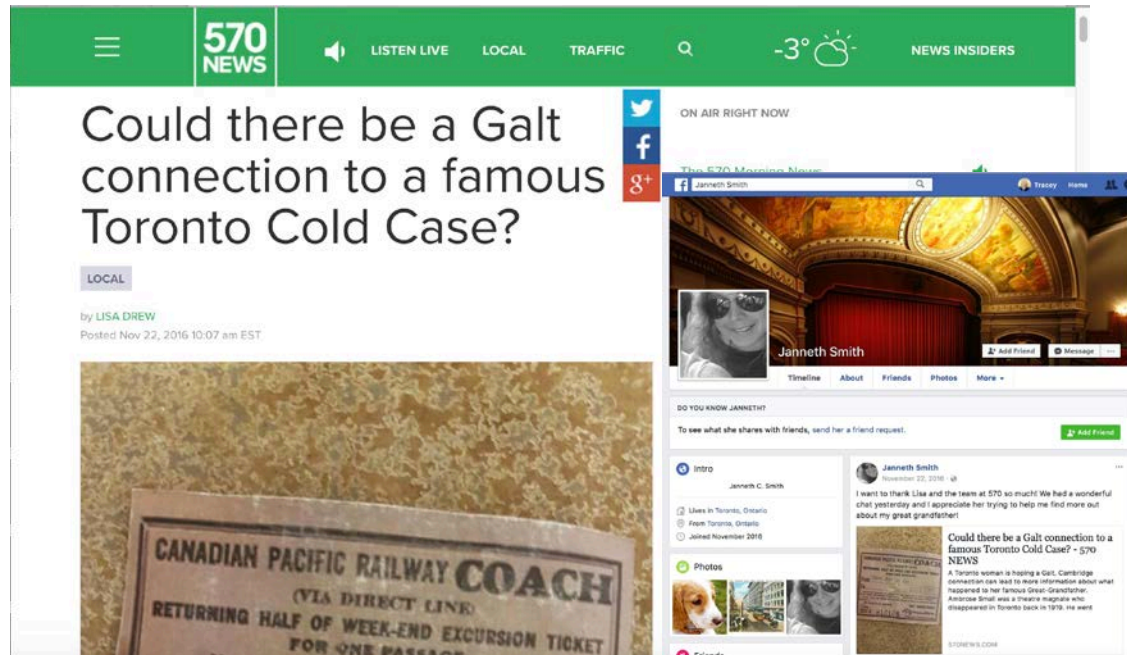 570
NEWS
LISTEN LIVE
LOCAL
TRAFFIC
-3°
NEWS INSIDERS
Could there be a Galt
connection to a famous
Toronto Cold Case?
LOCAL
by LISA DREW
Posted Nov 22, 2016 10:07 am EST
CANADIAN PACIFIC RAILWAY COACH
(VIA DIRECT LINE)
RETURNING HALF OF WEEK-END EXCURSION TICKET
FOR ONE PASSAGE
f
g+
ON AIR RIGHT NOW
The 570 Morning News
f
Janneth Smith
Tracey
Home
Janneth Smith
Add Friend
Message
Timeline
About
Friends
Photos
More
DO YOU KNOW JANNETH?
To see what she shares with friends, send her a friend request.
Add Friend
Intro
Janneth C. Smith
Lives in Toronto, Ontario
From Toronto, Ontario
Joined November 2016
Photos
Friends
Janneth Smith
November 22, 2016
I want to thank Lisa and the team at 570 so much! We had a wonderful
chat yesterday and I appreciate her trying to help me find more out
about my great grandfather!
Could there be a Galt connection to a
famous Toronto Cold Case? - 570
NEWS
A Toronto woman is hoping a Galt, Cambridge
connection can lead to more information about what
happened to her famous Great-Grandfather.
Ambrose Small was a theatre magnate who
disappeared in Toronto back in 1919. He went
570NEWS.COM